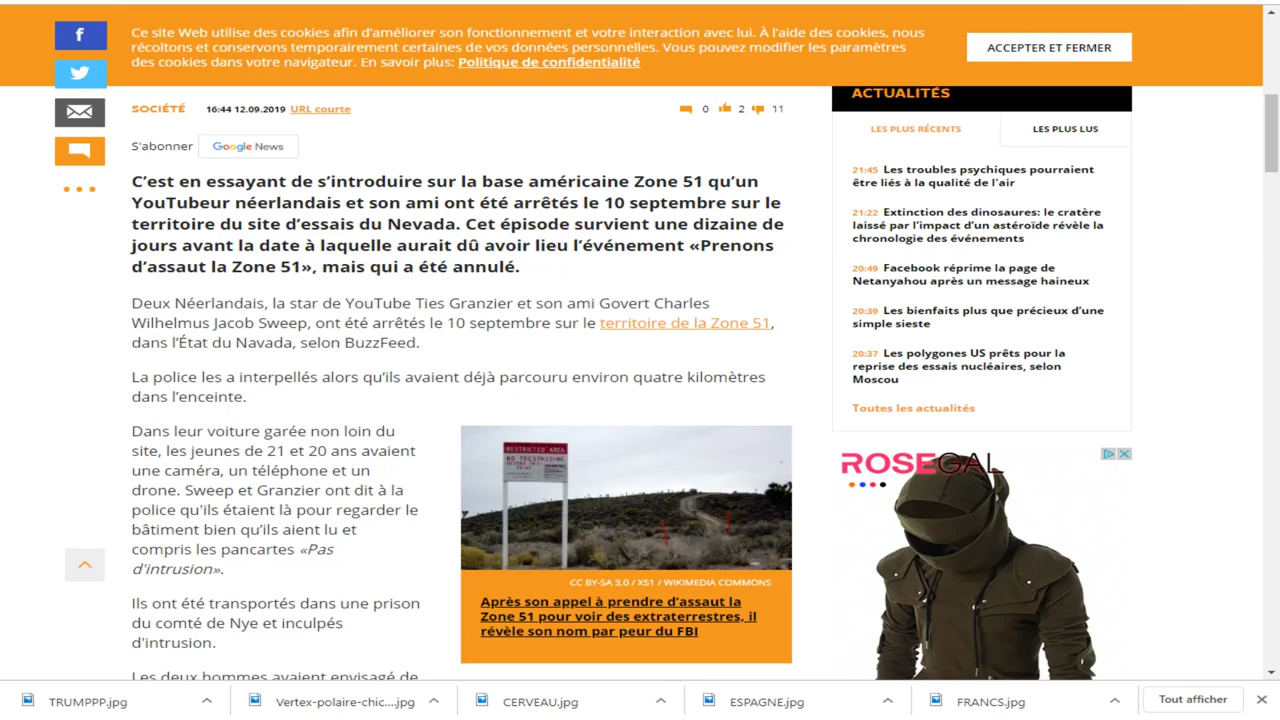 Ce site Web utilise des cookies afin d'améliorer son fonctionnement et votre interaction avec lui. À l'aide des cookies, nous
récoltons et conservons temporairement certaines de vos données personnelles. Vous pouvez modifier les paramètres
des cookies dans votre navigateur. En savoir plus: Politique de confidentialité
ACCEPTER ET FERMER
SOCIÉTÉ 16:44 12.09.2019 URL courte
0 2 11
S'abonner Google News
C’est en essayant de s’introduire sur la base américaine Zone 51 qu’un
YouTubeur néerlandais et son ami ont été arrêtés le 10 septembre sur le
territoire du site d’essais du Nevada. Cet épisode survient une dizaine de
jours avant la date à laquelle aurait dû avoir lieu l’événement «Prenons
d’assaut la Zone 51», mais qui a été annulé.
Deux Néerlandais, la star de YouTube Ties Granzier et son ami Govert Charles
Wilhelmus Jacob Sweep, ont été arrêtés le 10 septembre sur le territoire de la Zone 51,
dans l’État du Navada, selon BuzzFeed.
La police les a interpellés alors qu’ils avaient déjà parcouru environ quatre kilomètres
dans l’enceinte.
Dans leur voiture garée non loin du
site, les jeunes de 21 et 20 ans avaient
une caméra, un téléphone et un
drone. Sweep et Granzier ont dit à la
police qu'ils étaient là pour regarder le
bâtiment bien qu’ils aient lu et
compris les pancartes «Pas
d'intrusion».
Ils ont été transportés dans une prison
du comté de Nye et inculpés
d'intrusion.
Les deux hommes avaient envisagé de
RESTRICTED AREA
NO TRESPASSING
CC BY-SA 3.0 / X51 / WIKIMEDIA COMMONS
Après son appel à prendre d’assaut la
Zone 51 pour voir des extraterrestres, il
révèle son nom par peur du FBI
ACTUALITÉS
LES PLUS RÉCENTS LES PLUS LUS
21:45 Les troubles psychiques pourraient
être liés à la qualité de l'air
21:22 Extinction des dinosaures: le cratère
laissé par l’impact d’un astéroïde révèle la
chronologie des événements
20:49 Facebook réprime la page de
Netanyahou après un message haineux
20:39 Les bienfaits plus que précieux d’une
simple sieste
20:37 Les polygones US prêts pour la
reprise des essais nucléaires, selon
Moscou
Toutes les actualités
ROSEGAL
TRUMPPP.jpg
Vertex-polaire-chic....jpg
CERVEAU.jpg
ESPAGNE.jpg
FRANCS.jpg
Tout afficher